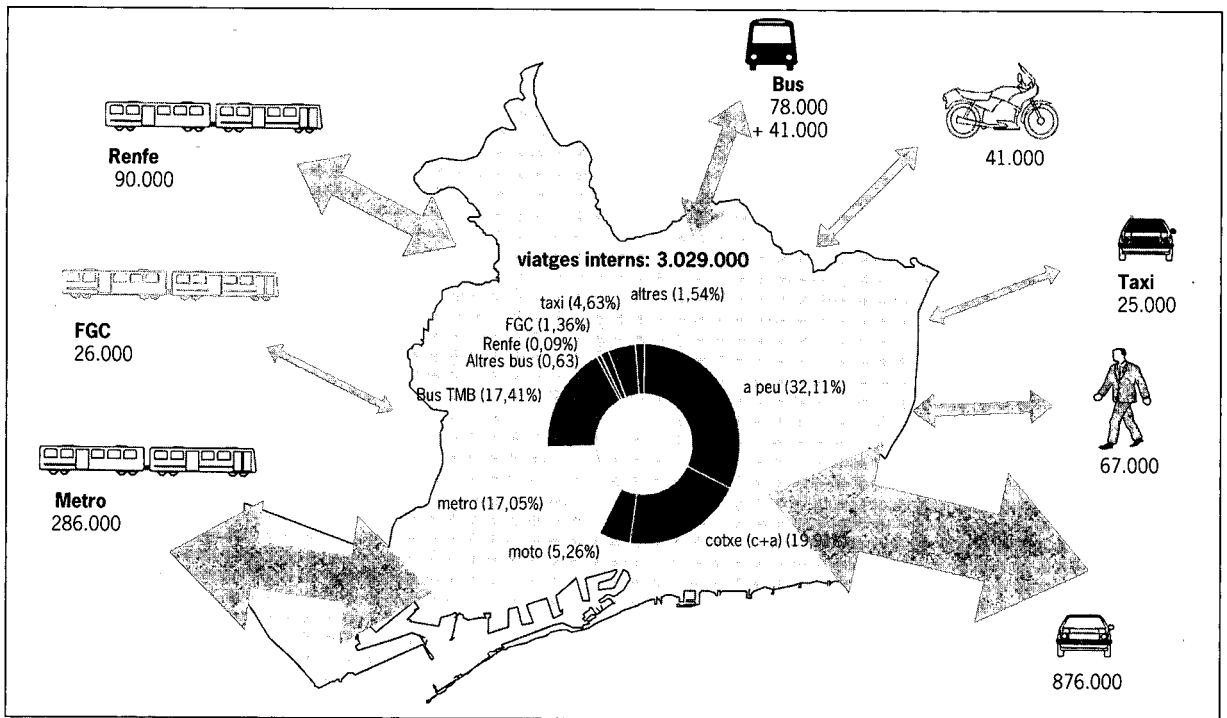 Bus
78.000
+ 41.000
41.000
Renfe
90.000
Taxi
25.000
viatges interns: 3.029.000
altres (1,54%)
taxi (4,63%)
FGC (1,36%)
Renfe (0,09%)
Altres bus (0,63)
Bus TMB (17,41%)
a peu (32,11%)
FGC
26.000
67.000
Metro
286.000
metro (17,05%)
moto (5,26%)
cotxe (c+a) (19,91%)
876.000